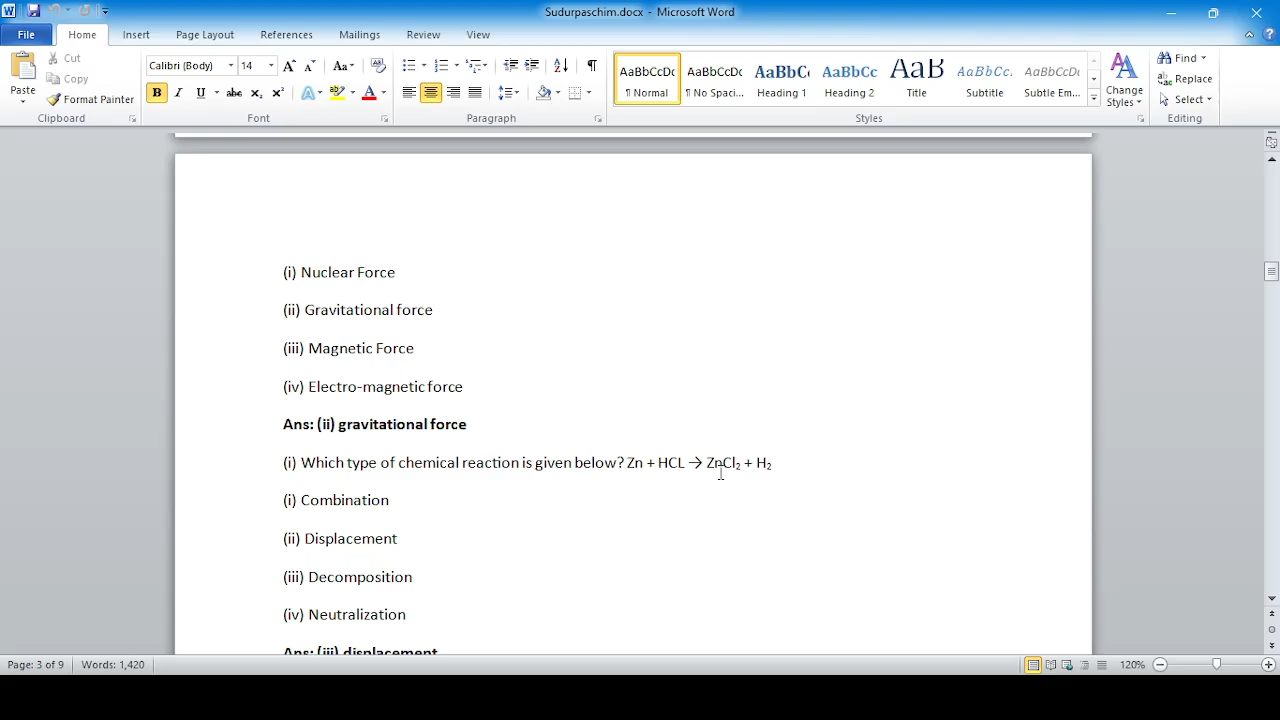 Sudurpaschim.docx - Microsoft Word
File Home Insert Page Layout References Mailings Review View
Paste Cut Copy Format Painter
Calibri (Body) 14
AaBbCcDc ¶ Normal
AaBbCcDc ¶ No Spaci...
AaBbCc Heading 1
AaBbCc Heading 2
AaB Title
AaBbCc. Subtitle
AaBbCcDc Subtle Em...
Change Styles
Find
Replace
Select
Clipboard Font Paragraph Styles Editing
(i) Nuclear Force
(ii) Gravitational force
(iii) Magnetic Force
(iv) Electro-magnetic force
Ans: (ii) gravitational force
(i) Which type of chemical reaction is given below? Zn + HCL → ZnCl₂ + H₂
(i) Combination
(ii) Displacement
(iii) Decomposition
(iv) Neutralization
Ans: (iii) displacement
Page: 3 of 9 Words: 1,420 120%